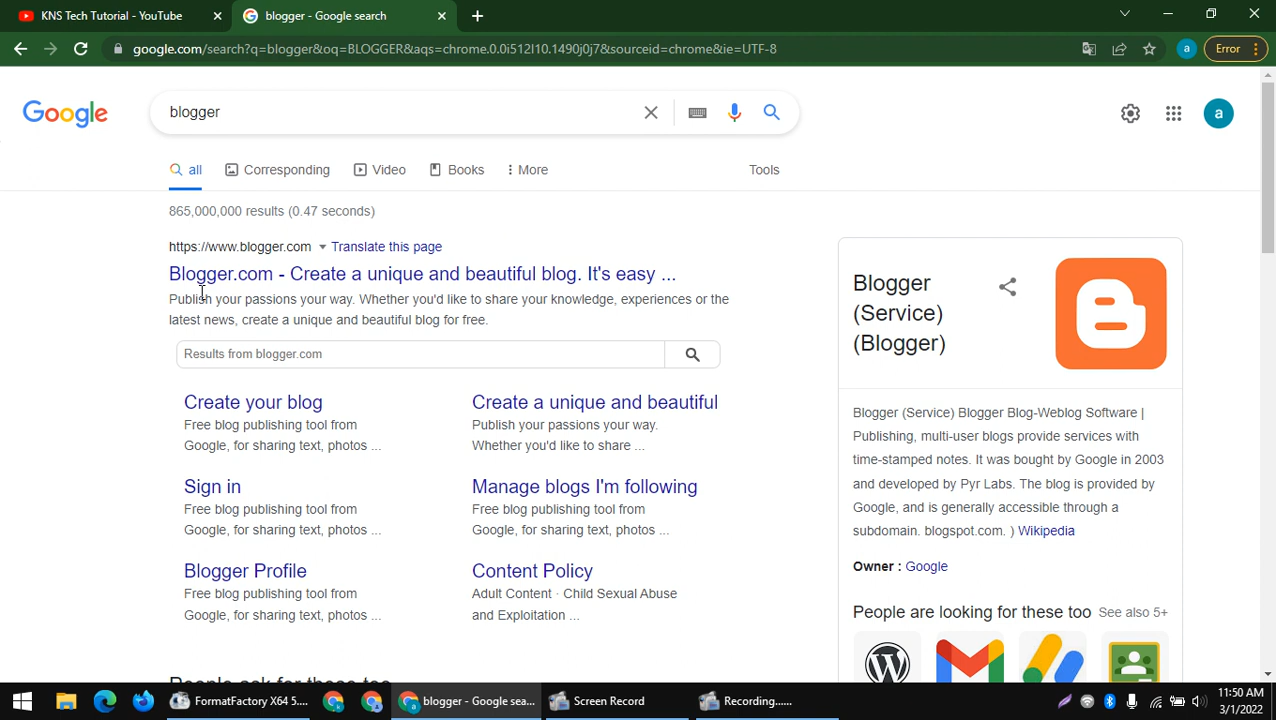 KNS Tech Tutorial - YouTube
blogger - Google search
google.com/search?q=blogger&oq=BLOGGER&aqs=chrome.0.0i512l10.1490j0j7&sourceid=chrome&ie=UTF-8
a
Error
Google
blogger
a
all
Corresponding
Video
Books
More
Tools
865,000,000 results (0.47 seconds)
https://www.blogger.com
Translate this page
Blogger.com - Create a unique and beautiful blog. It's easy ...
Publish your passions your way. Whether you'd like to share your knowledge, experiences or the
latest news, create a unique and beautiful blog for free.
Results from blogger.com
Create your blog
Free blog publishing tool from
Google, for sharing text, photos ...
Create a unique and beautiful
Publish your passions your way.
Whether you'd like to share ...
Sign in
Free blog publishing tool from
Google, for sharing text, photos ...
Manage blogs I'm following
Free blog publishing tool from
Google, for sharing text, photos ...
Blogger Profile
Free blog publishing tool from
Google, for sharing text, photos ...
Content Policy
Adult Content · Child Sexual Abuse
and Exploitation ...
People ask for these too
Blogger
(Service)
(Blogger)
Blogger (Service) Blogger Blog-Weblog Software |
Publishing, multi-user blogs provide services with
time-stamped notes. It was bought by Google in 2003
and developed by Pyr Labs. The blog is provided by
Google, and is generally accessible through a
subdomain. blogspot.com. ) Wikipedia
Owner : Google
People are looking for these too
See also 5+
FormatFactory X64 5....
blogger - Google sea...
Screen Record
Recording......
11:50 AM
3/1/2022